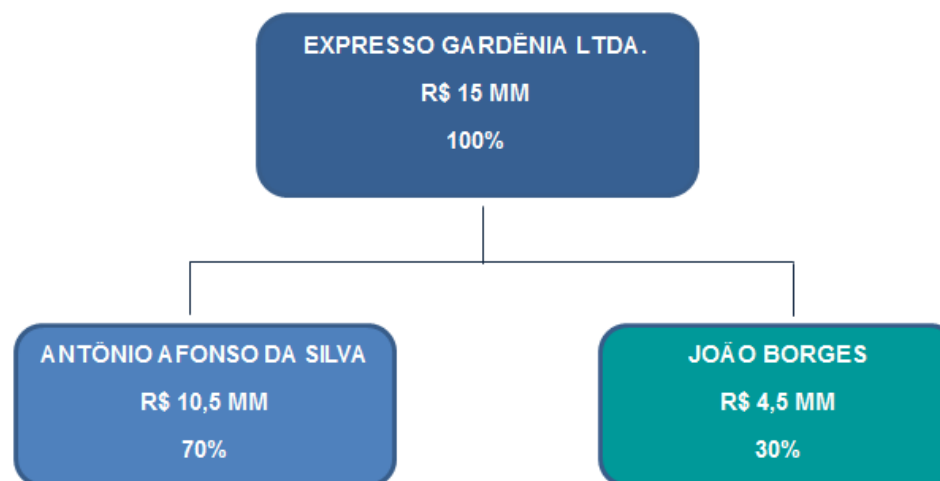 EXPRESSO GARDÊNIA LTDA.
R$ 15 MM
100%
ANTÔNIO AFONSO DA SILVA
R$ 10,5 MM
70%
JOÃO BORGES
R$ 4,5 MM
30%